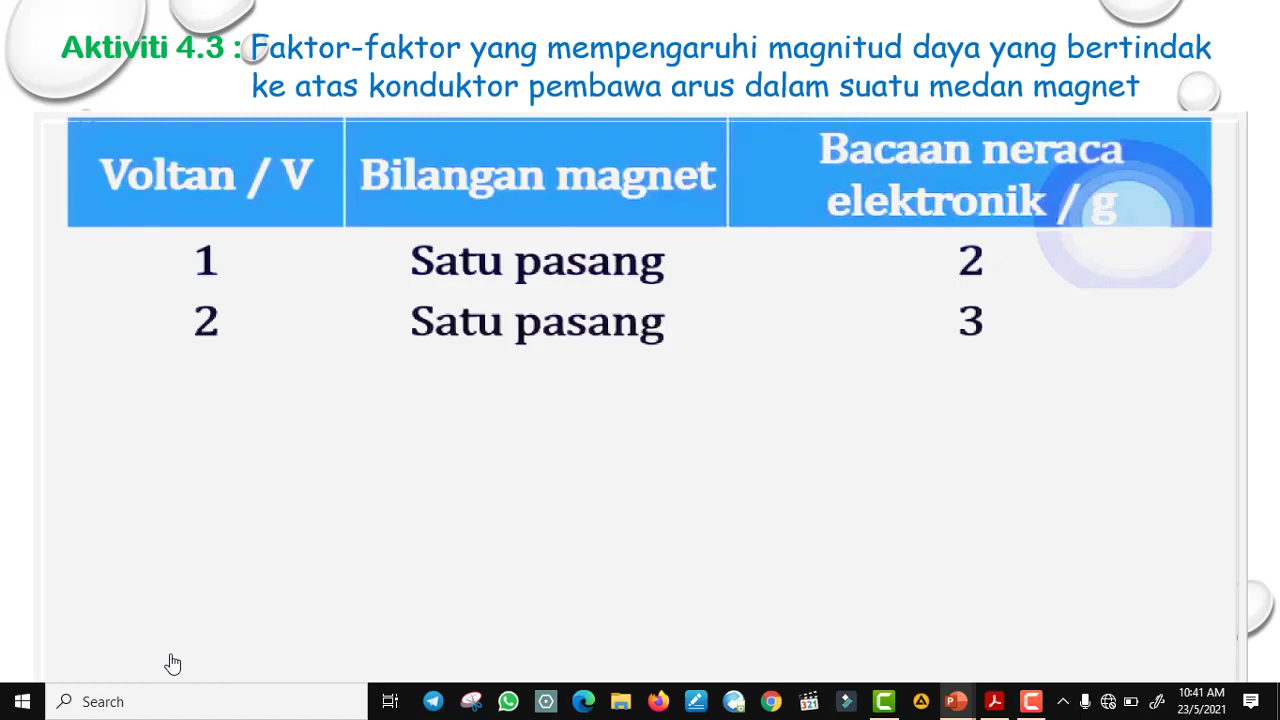 Aktiviti 4.3 : Faktor-faktor yang mempengaruhi magnitud daya yang bertindak
ke atas konduktor pembawa arus dalam suatu medan magnet
Voltan / V Bilangan magnet Bacaan neraca elektronik / g
1 Satu pasang 2
2 Satu pasang 3
Search
321
10:41 AM
23/5/2021